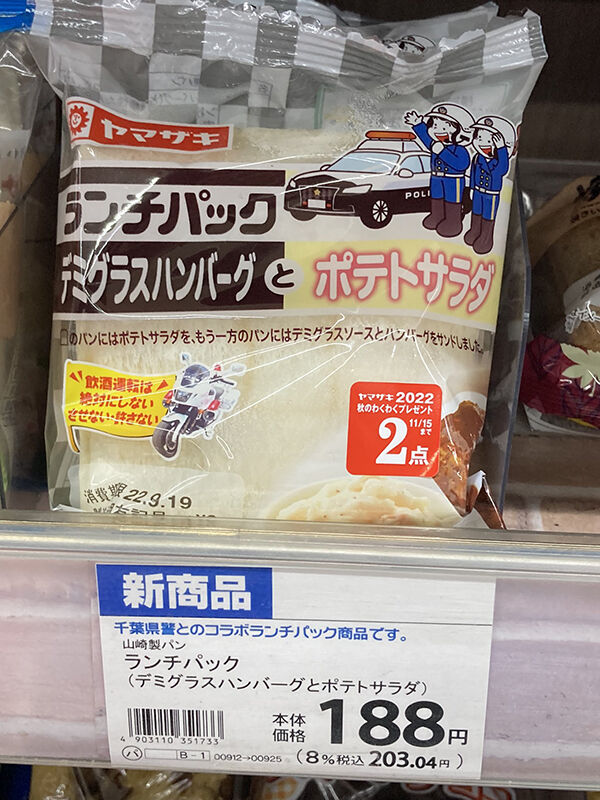 ヤマザキ
ランチパック
POLI
デミグラスハンバーグとポテトサラダ
のパンにはポテトサラダを、もう一方のパンにはデミグラスソースとハンバーグをサンドしました。
飲酒運転は
絶対にしない
させない・許さない
ヤマザキ2022
秋のわくわくプレゼント
11/15まで
2点
消費期 22.9.19
新商品
千葉県警とのコラボランチパック商品です。
山崎製パン
ランチパック
(デミグラスハンバーグとポテトサラダ)
本体価格 188円
4 903110 351733
パ B-1 00912→00925 (8%税込 203.04円)